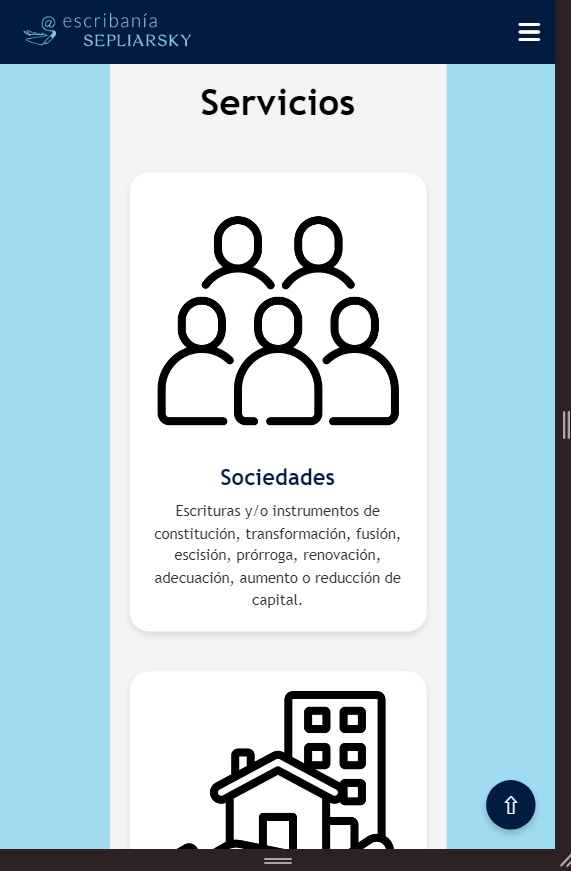 @ escribanía
SEPLIARSKY
Servicios
Sociedades
Escrituras y/o instrumentos de
constitución, transformación, fusión,
escisión, prórroga, renovación,
adecuación, aumento o reducción de
capital.
⇧